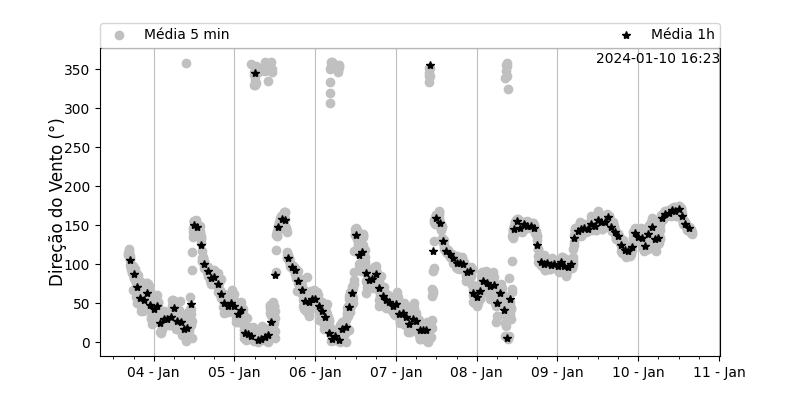 Média 5 min
Média 1h
2024-01-10 16:23
Direção do Vento (°)
350
300
250
200
150
100
50
0
04 - Jan
05 - Jan
06 - Jan
07 - Jan
08 - Jan
09 - Jan
10 - Jan
11 - Jan